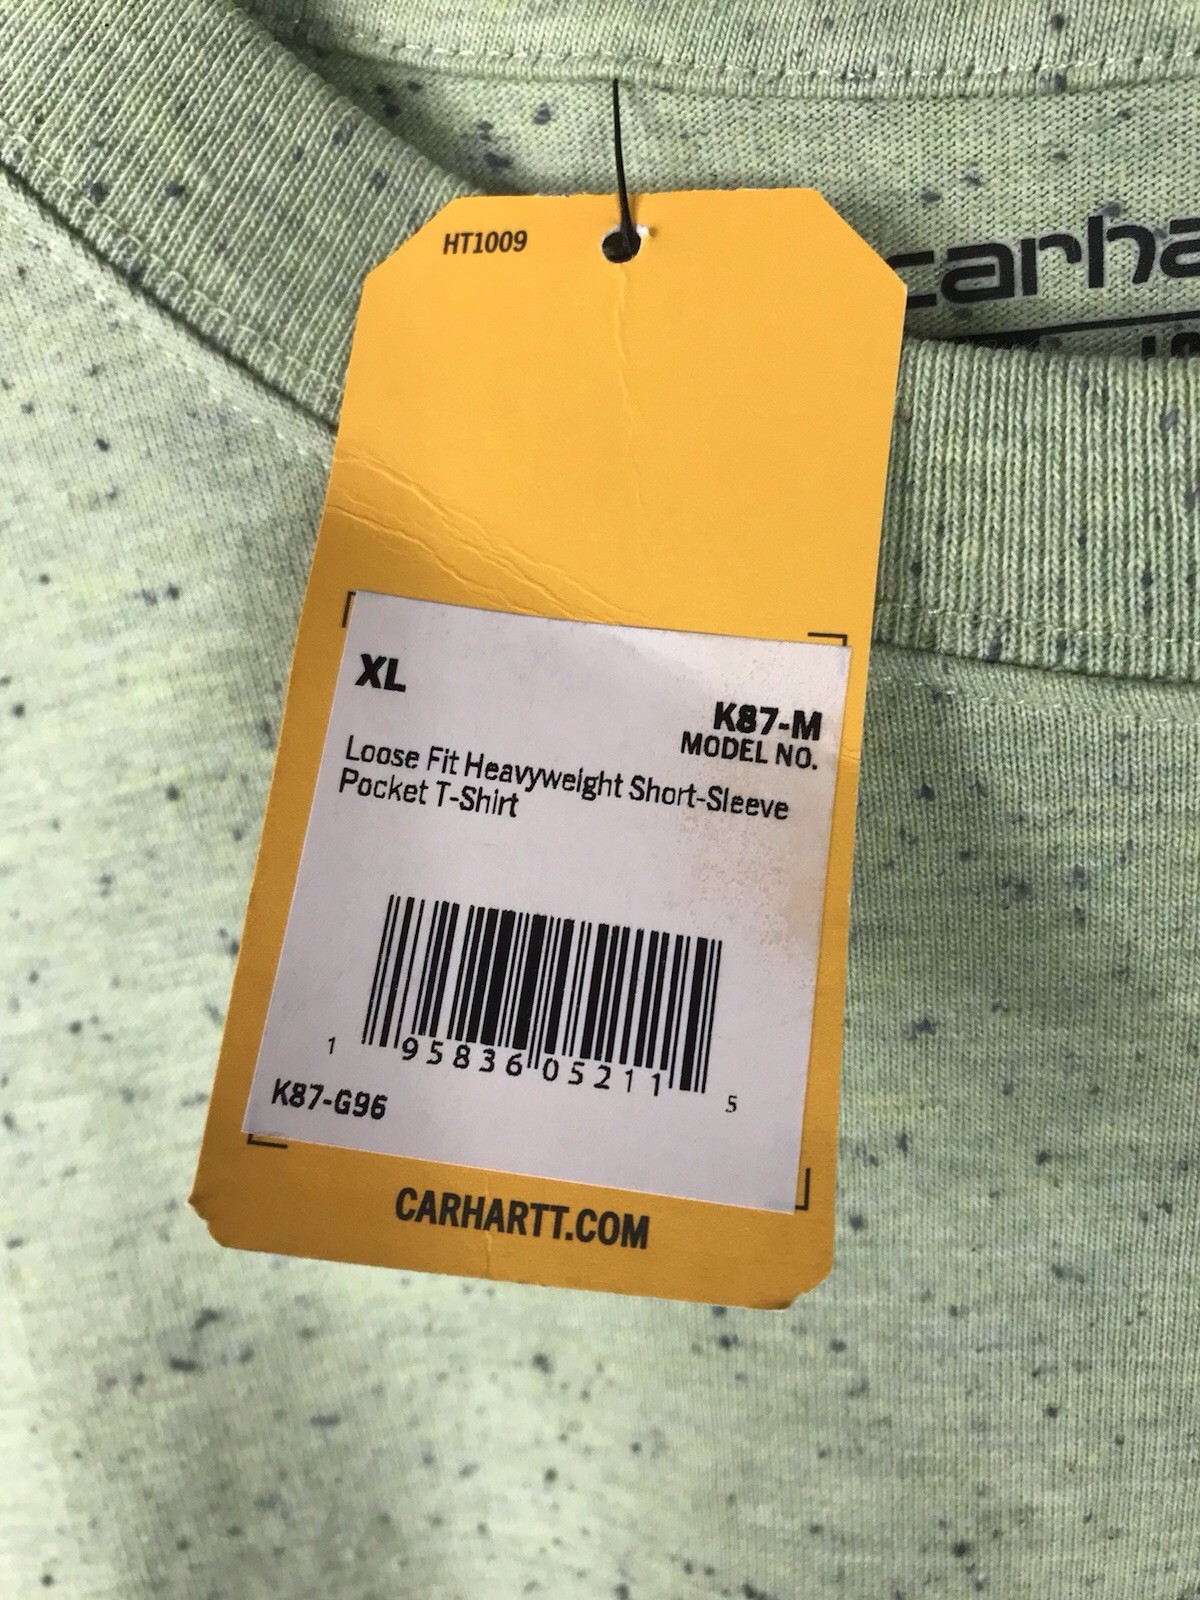 HT1009
carha
XL
K87-M
MODEL NO.
Loose Fit Heavyweight Short-Sleeve
Pocket T-Shirt
1 95836 05211 5
K87-G96
CARHARTT.COM